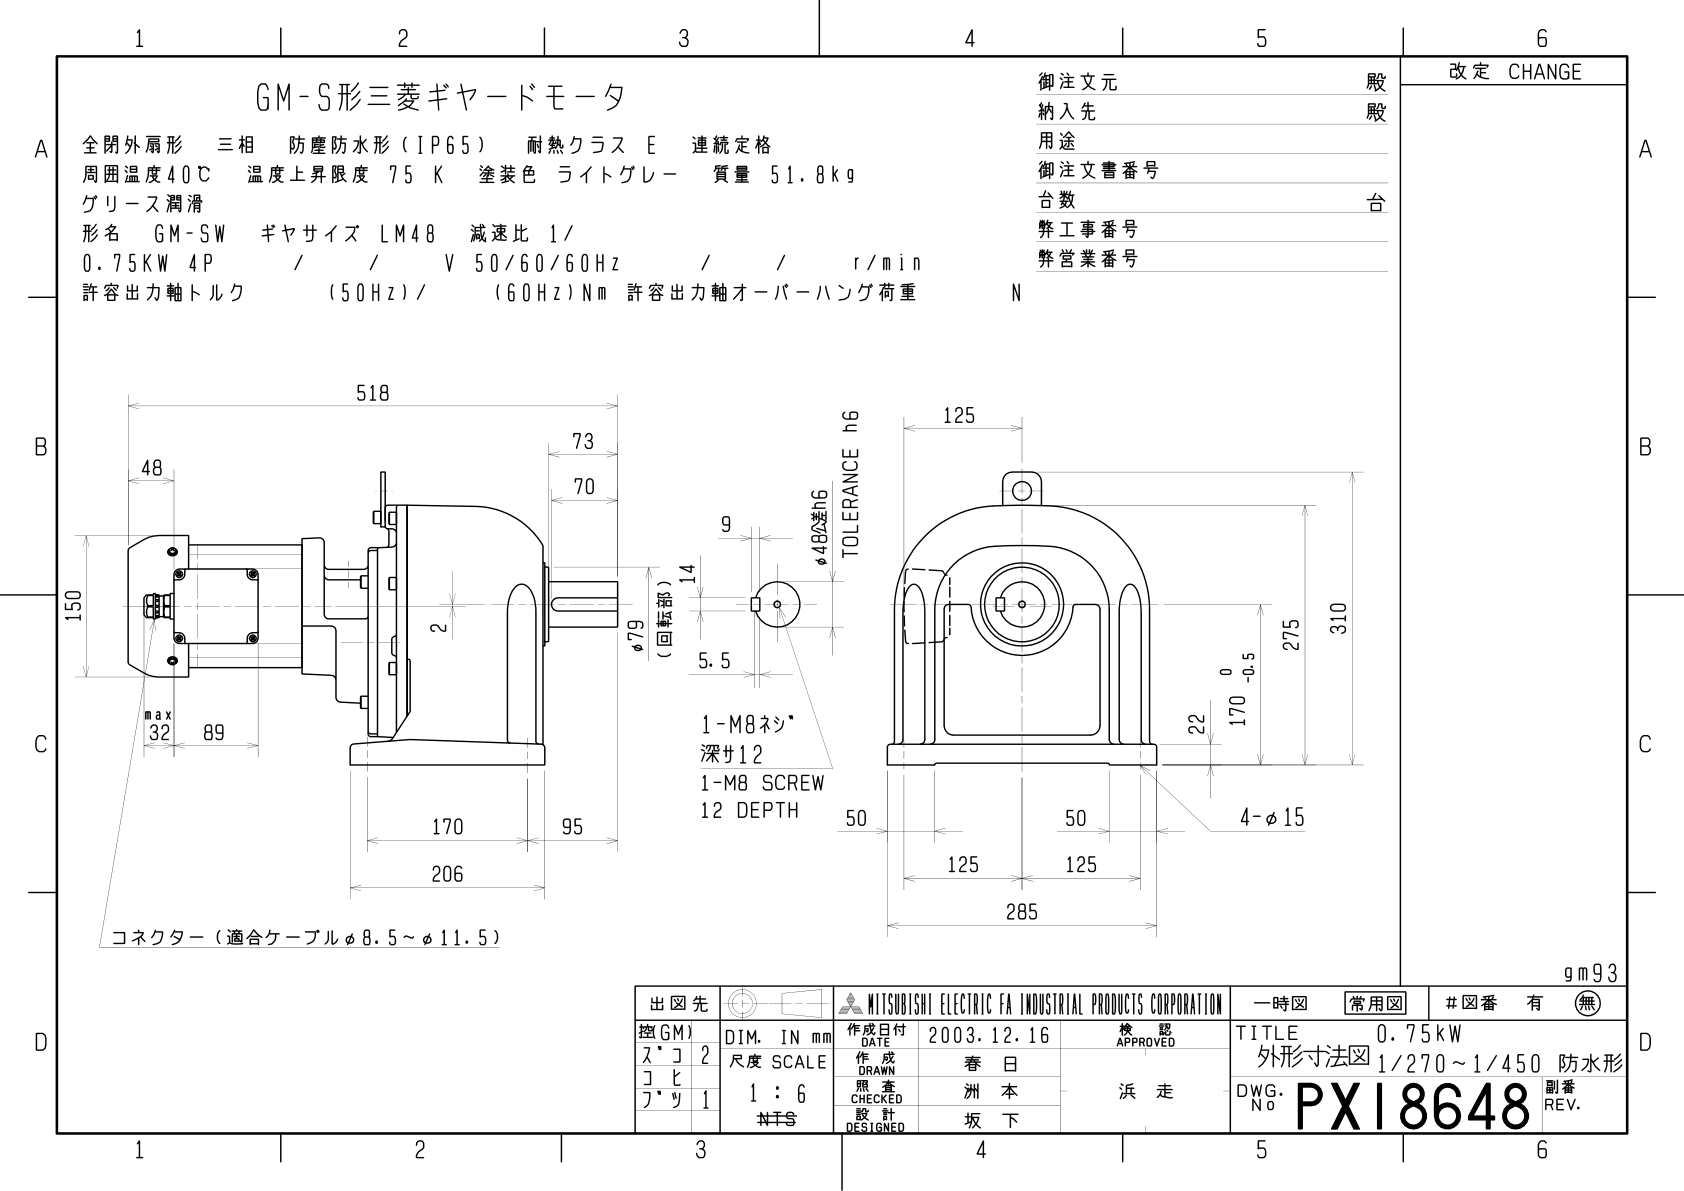 1 2 3 4 5 6
A A
B B
C C
D D
改定 CHANGE
GM-S形三菱ギヤードモータ
全閉外扇形 三相 防塵防水形(IP65) 耐熱クラス E 連続定格
周囲温度40℃ 温度上昇限度 75 K 塗装色 ライトグレー 質量 51.8kg
グリース潤滑
形名 GM-SW ギヤサイズ LM48 減速比 1/
0.75KW 4P / / V 50/60/60Hz / / r/min
許容出力軸トルク (50Hz)/ (60Hz)Nm 許容出力軸オーバーハング荷重 N
御注文元 殿
納入先 殿
用途
御注文書番号
台数 台
弊工事番号
弊営業番号
518
73
48
70
150
2
φ79
(回転部)
max
32 89
170 95
206
コネクター(適合ケーブルφ8.5~φ11.5)
9
14
5.5
φ48公差h6
TOLERANCE h6
1-M8ネジ
深サ12
1-M8 SCREW
12 DEPTH
125
310
275
170 0 -0.5
22
50 50
4-φ15
125 125
285
gm93
出図先
控(GM)
ズコ 2
コヒ
ブツ 1
DIM. IN mm
尺度 SCALE
1 : 6
NTS
MITSUBISHI ELECTRIC FA INDUSTRIAL PRODUCTS CORPORATION
作成日付 DATE 2003.12.16
作成 DRAWN 春日
照査 CHECKED 洲本
設計 DESIGNED 坂下
検認 APPROVED
浜走
一時図 常用図 #図番 有 無
TITLE 0.75kW
外形寸法図 1/270~1/450 防水形
DWG. No PX18648 副番 REV.
1 2 3 4 5 6